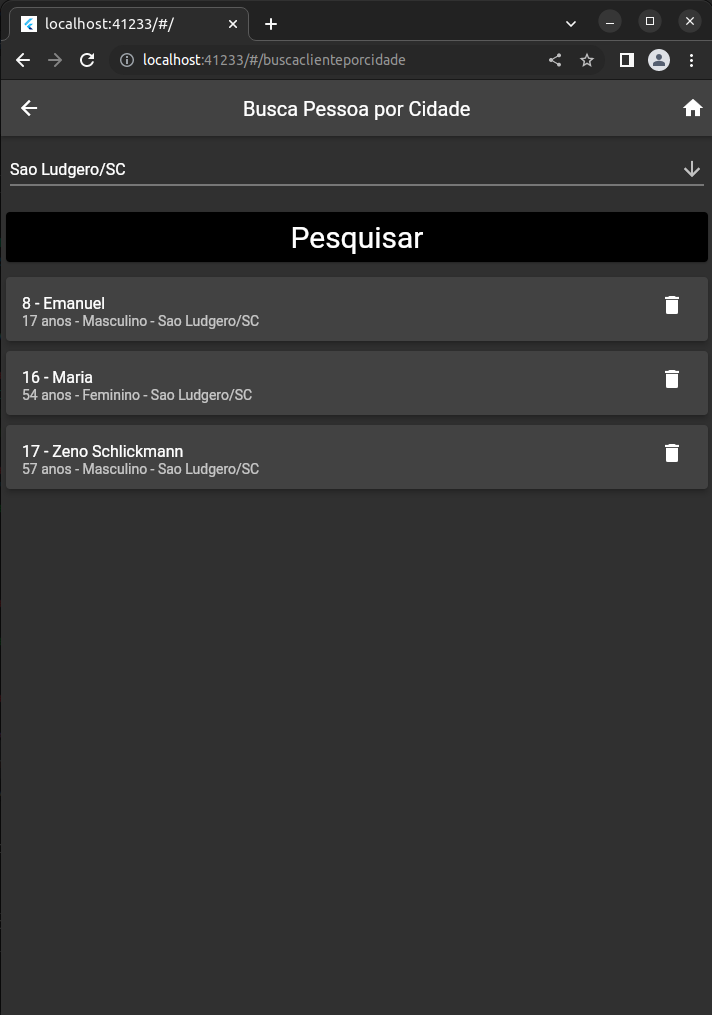 localhost:41233/#/
localhost:41233/#/buscaclienteporcidade
Busca Pessoa por Cidade
Sao Ludgero/SC
Pesquisar
8 - Emanuel
17 anos - Masculino - Sao Ludgero/SC
16 - Maria
54 anos - Feminino - Sao Ludgero/SC
17 - Zeno Schlickmann
57 anos - Masculino - Sao Ludgero/SC